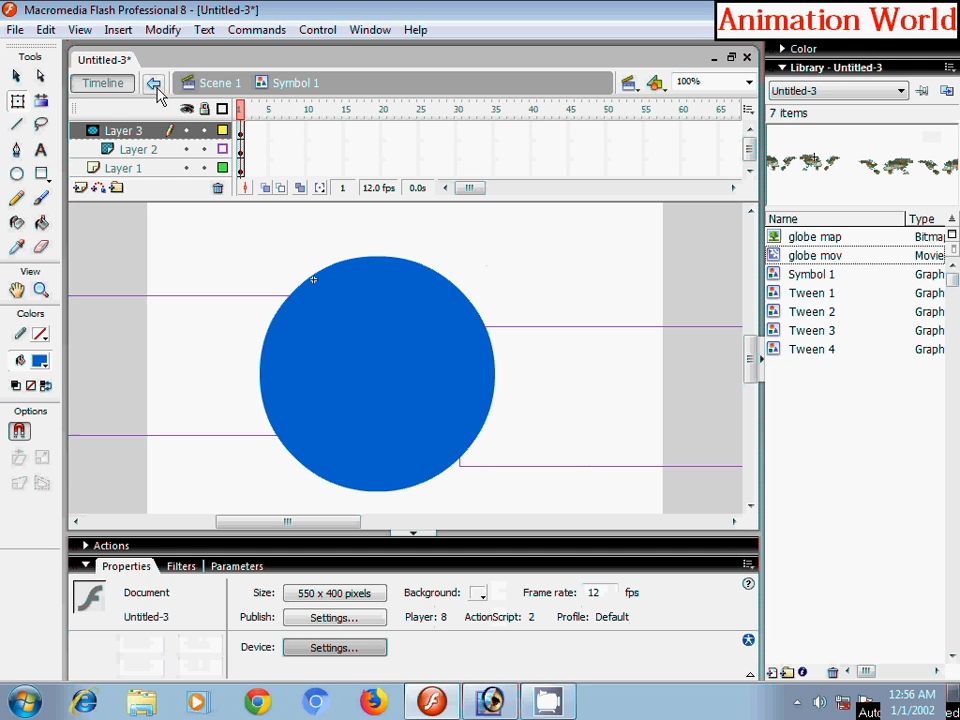 Macromedia Flash Professional 8 - [Untitled-3*]
Animation World
File Edit View Insert Modify Text Commands Control Window Help
Tools
Untitled-3*
Timeline
Scene 1 Symbol 1
100%
1 5 10 15 20 25 30 35 40 45 50 55 60 65
Layer 3
Layer 2
Layer 1
1 12.0 fps 0.0s
View
Colors
Options
Color
Library - Untitled-3
Untitled-3
7 items
Name Type
globe map Bitma
globe mov Movie
Symbol 1 Graph
Tween 1 Graph
Tween 2 Graph
Tween 3 Graph
Tween 4 Graph
Actions
Properties Filters Parameters
Document
Untitled-3
Size: 550 x 400 pixels Background: Frame rate: 12 fps
Publish: Settings... Player: 8 ActionScript: 2 Profile: Default
Device: Settings...
12:56 AM
1/1/2002